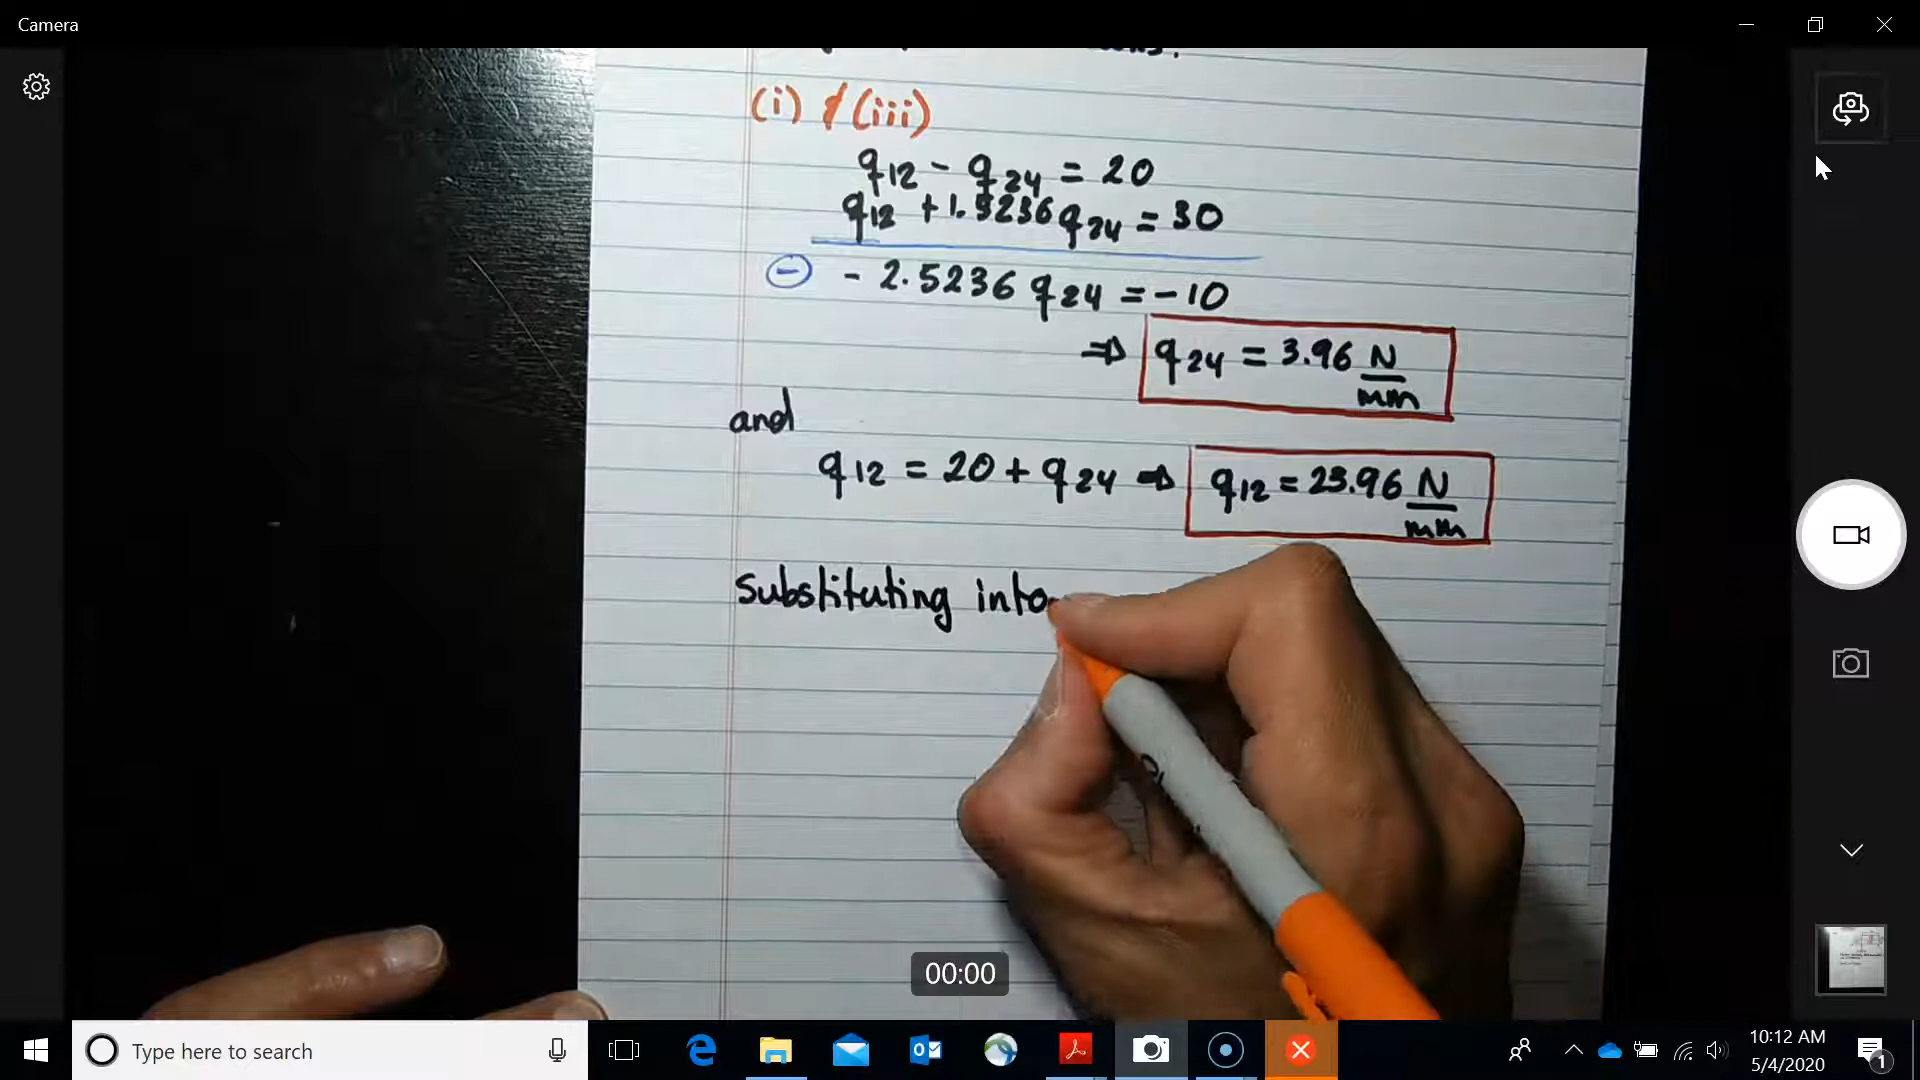 Camera
(i) & (iii)
q12 - q24 = 20
q12 + 1.5236 q24 = 30
- - 2.5236 q24 = -10
⇒ q24 = 3.96 N/mm
and
q12 = 20 + q24 ⇒ q12 = 23.96 N/mm
substituting into
00:00
Type here to search
10:12 AM
5/4/2020
1